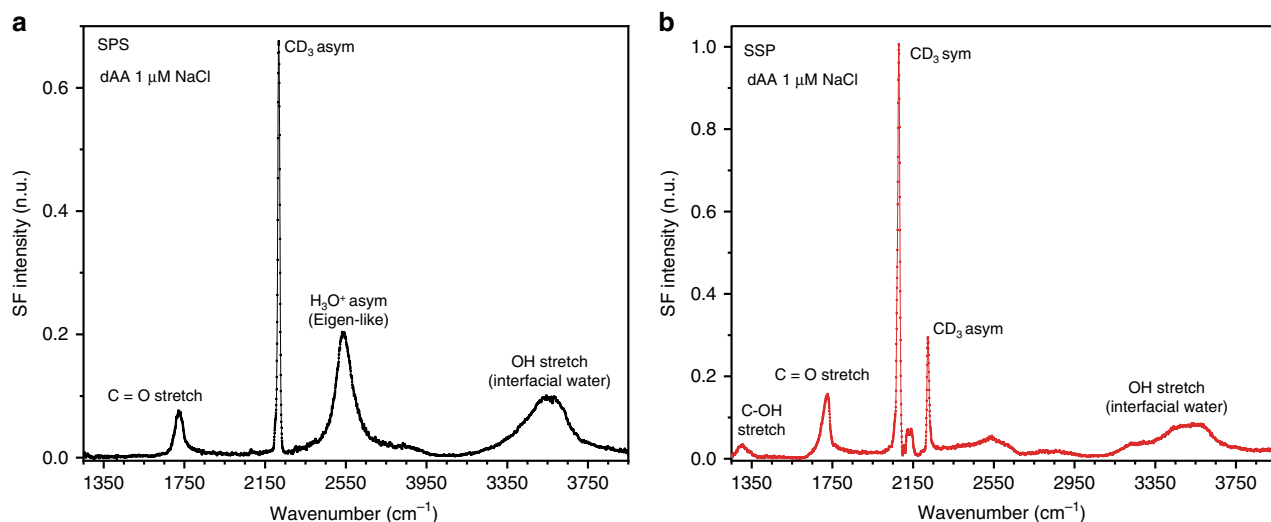 a
SPS
dAA 1 μM NaCl
CD₃ asym
H₃O⁺ asym
(Eigen-like)
C = O stretch
OH stretch
(interfacial water)
0.6
0.4
0.2
0.0
SF intensity (n.u.)
1350 1750 2150 2550 2950 3350 3750
Wavenumber (cm⁻¹)
b
SSP
dAA 1 μM NaCl
CD₃ sym
CD₃ asym
C = O stretch
C-OH
stretch
OH stretch
(interfacial water)
1.0
0.8
0.6
0.4
0.2
0.0
SF intensity (n.u.)
1350 1750 2150 2550 2950 3350 3750
Wavenumber (cm⁻¹)